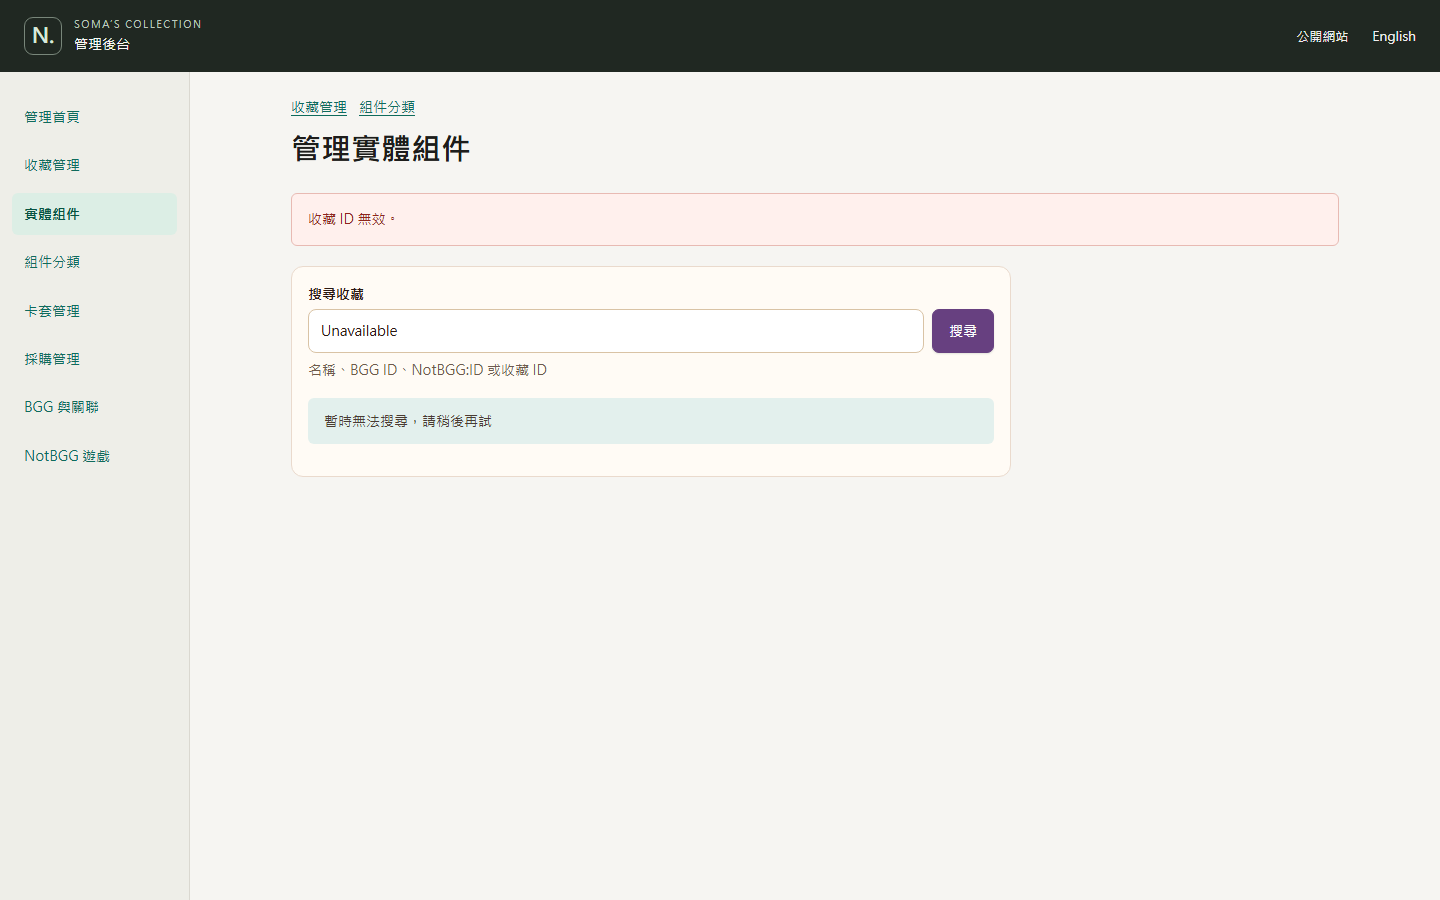 N.
SOMA'S COLLECTION
管理後台
公開網站
English
管理首頁
收藏管理
實體組件
組件分類
卡套管理
採購管理
BGG 與關聯
NotBGG 遊戲
收藏管理 組件分類
管理實體組件
收藏 ID 無效。
搜尋收藏
Unavailable
搜尋
名稱、BGG ID、NotBGG:ID 或收藏 ID
暫時無法搜尋，請稍後再試